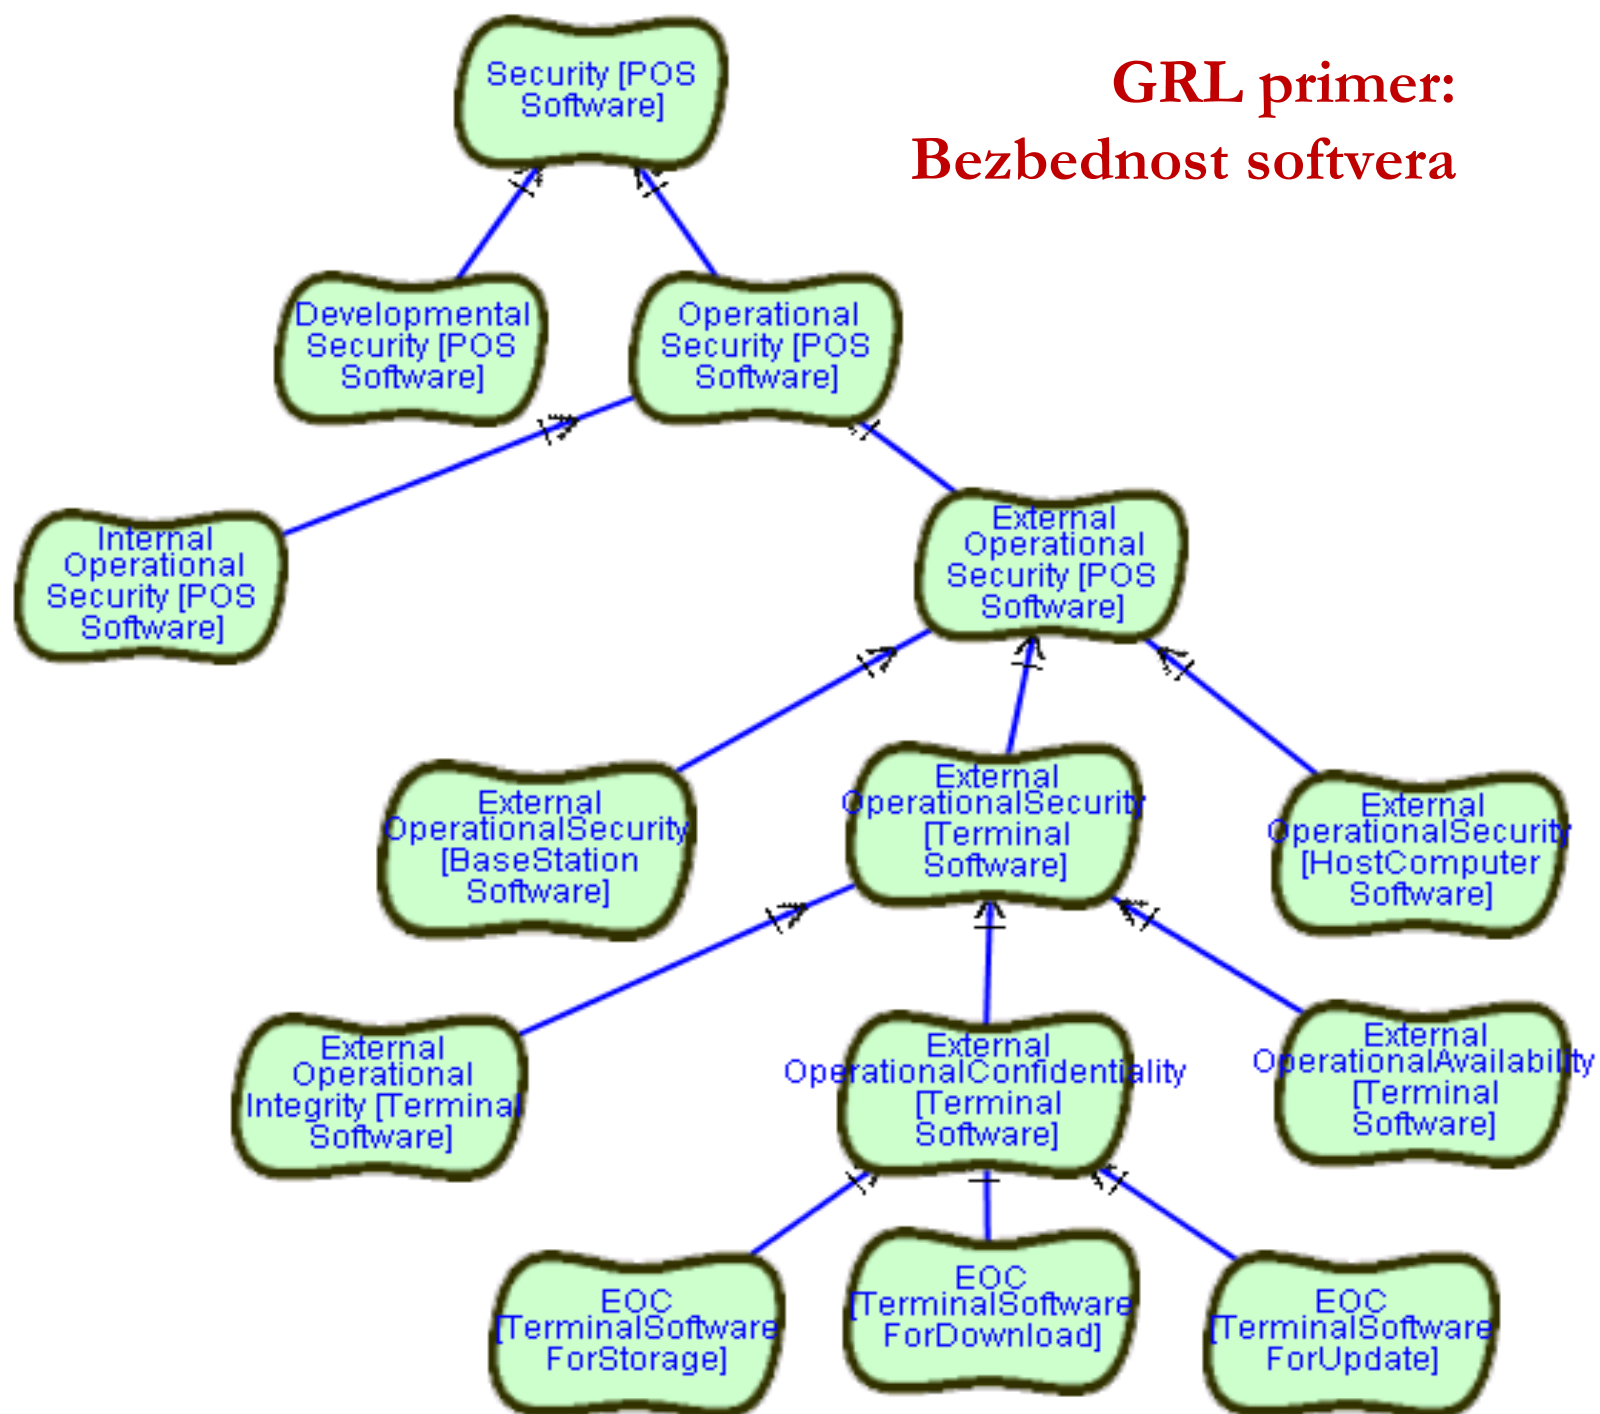 GRL primer:
Bezbednost softvera
Security [POS
Software]
Developmental
Security [POS
Software]
Operational
Security [POS
Software]
Internal
Operational
Security [POS
Software]
External
Operational
Security [POS
Software]
External
OperationalSecurity
[BaseStation
Software]
External
OperationalSecurity
[Terminal
Software]
External
OperationalSecurity
[HostComputer
Software]
External
Operational
Integrity [Terminal
Software]
External
OperationalConfidentiality
[Terminal
Software]
External
OperationalAvailability
[Terminal
Software]
EOC
[TerminalSoftware
ForStorage]
EOC
[TerminalSoftware
ForDownload]
EOC
[TerminalSoftware
ForUpdate]